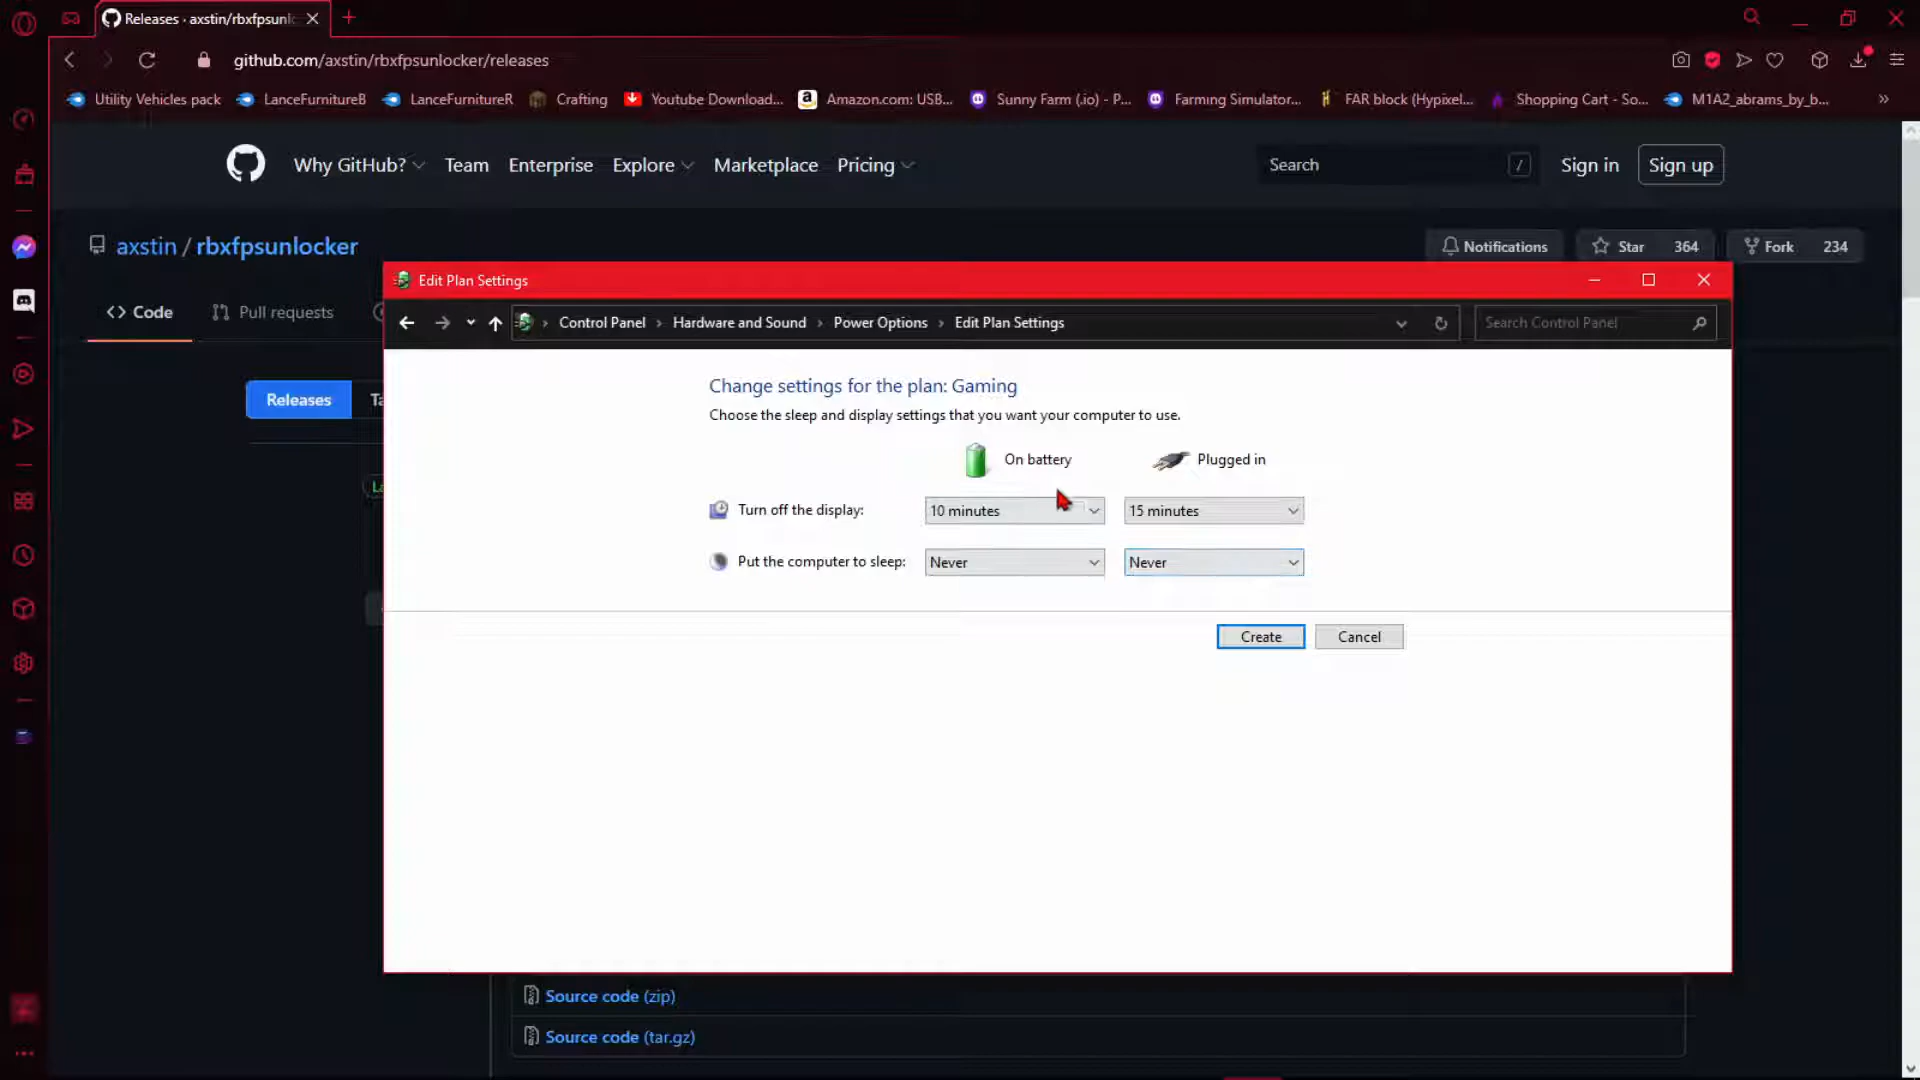 Releases · axstin/rbxfpsunlo
github.com/axstin/rbxfpsunlocker/releases
Utility Vehicles pack
LanceFurnitureB
LanceFurnitureR
Crafting
Youtube Download...
Amazon.com: USB...
Sunny Farm (.io) - P...
Farming Simulator...
FAR block (Hypixel...
Shopping Cart - So...
M1A2_abrams_by_b...
»
Why GitHub?
Team
Enterprise
Explore
Marketplace
Pricing
Search
/
Sign in
Sign up
axstin / rbxfpsunlocker
Notifications
Star 364
Fork 234
<> Code
Pull requests
Edit Plan Settings
Control Panel › Hardware and Sound › Power Options › Edit Plan Settings
Search Control Panel
Releases
Ta
La
Change settings for the plan: Gaming
Choose the sleep and display settings that you want your computer to use.
On battery
Plugged in
Turn off the display:
10 minutes
15 minutes
Put the computer to sleep:
Never
Never
Create
Cancel
Source code (zip)
Source code (tar.gz)